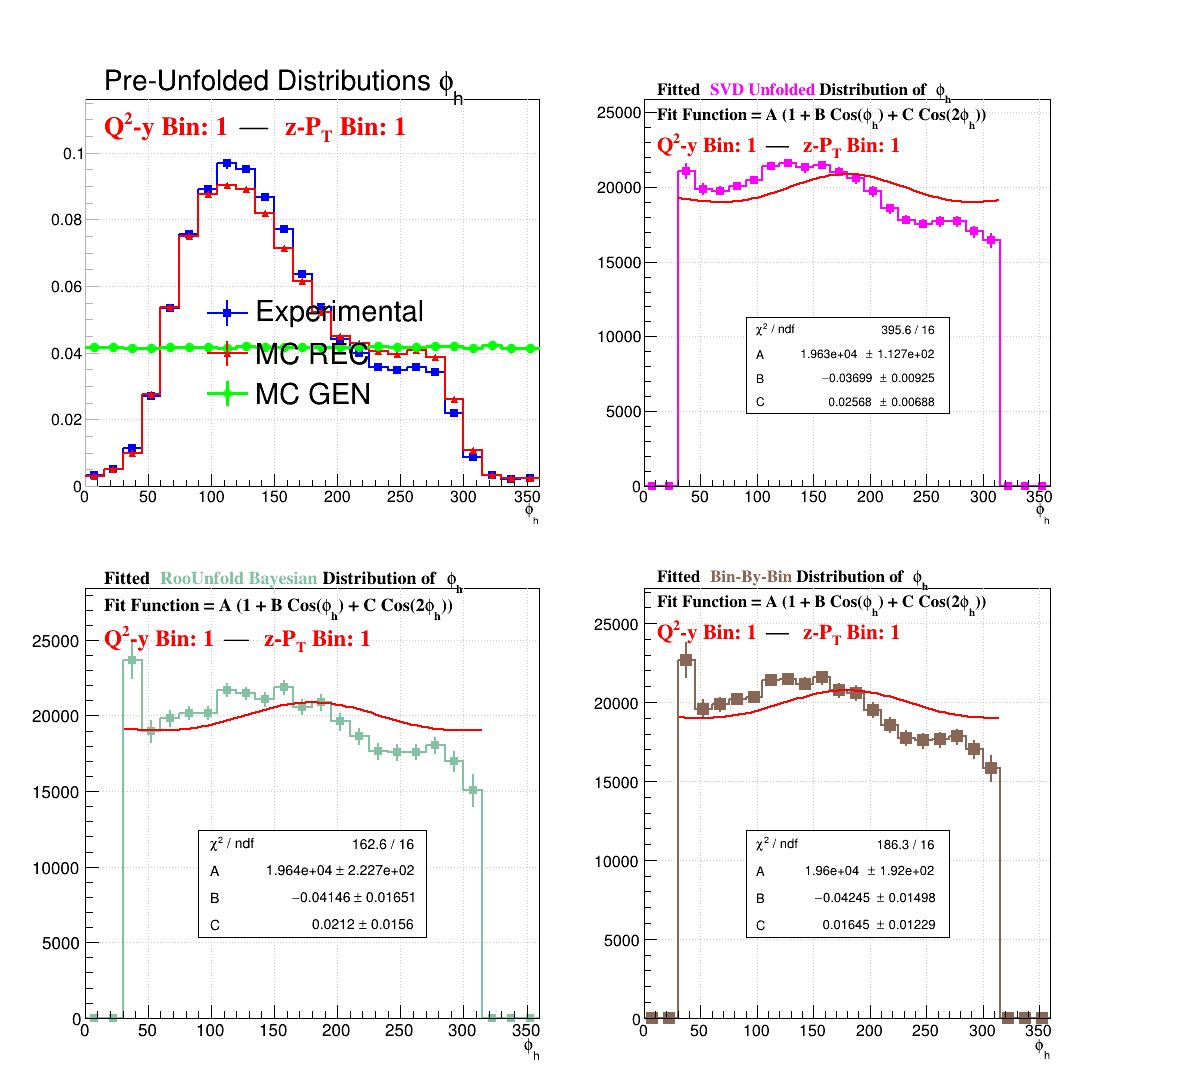 Pre-Unfolded Distributions ϕh
Q2-y Bin: 1 — z-PT Bin: 1
0.1
0.08
0.06
0.04
0.02
0
Experimental
MC REC
MC GEN
0 50 100 150 200 250 300 350
ϕh
Fitted SVD Unfolded Distribution of ϕh
Fit Function = A (1 + B Cos(ϕh) + C Cos(2ϕh))
Q2-y Bin: 1 — z-PT Bin: 1
25000
20000
15000
10000
5000
0
χ2 / ndf 395.6 / 16
A 1.963e+04 ± 1.127e+02
B −0.03699 ± 0.00925
C 0.02568 ± 0.00688
0 50 100 150 200 250 300 350
ϕh
Fitted RooUnfold Bayesian Distribution of ϕh
Fit Function = A (1 + B Cos(ϕh) + C Cos(2ϕh))
Q2-y Bin: 1 — z-PT Bin: 1
25000
20000
15000
10000
5000
0
χ2 / ndf 162.6 / 16
A 1.964e+04 ± 2.227e+02
B −0.04146 ± 0.01651
C 0.0212 ± 0.0156
0 50 100 150 200 250 300 350
ϕh
Fitted Bin-By-Bin Distribution of ϕh
Fit Function = A (1 + B Cos(ϕh) + C Cos(2ϕh))
Q2-y Bin: 1 — z-PT Bin: 1
25000
20000
15000
10000
5000
0
χ2 / ndf 186.3 / 16
A 1.96e+04 ± 1.92e+02
B −0.04245 ± 0.01498
C 0.01645 ± 0.01229
0 50 100 150 200 250 300 350
ϕh